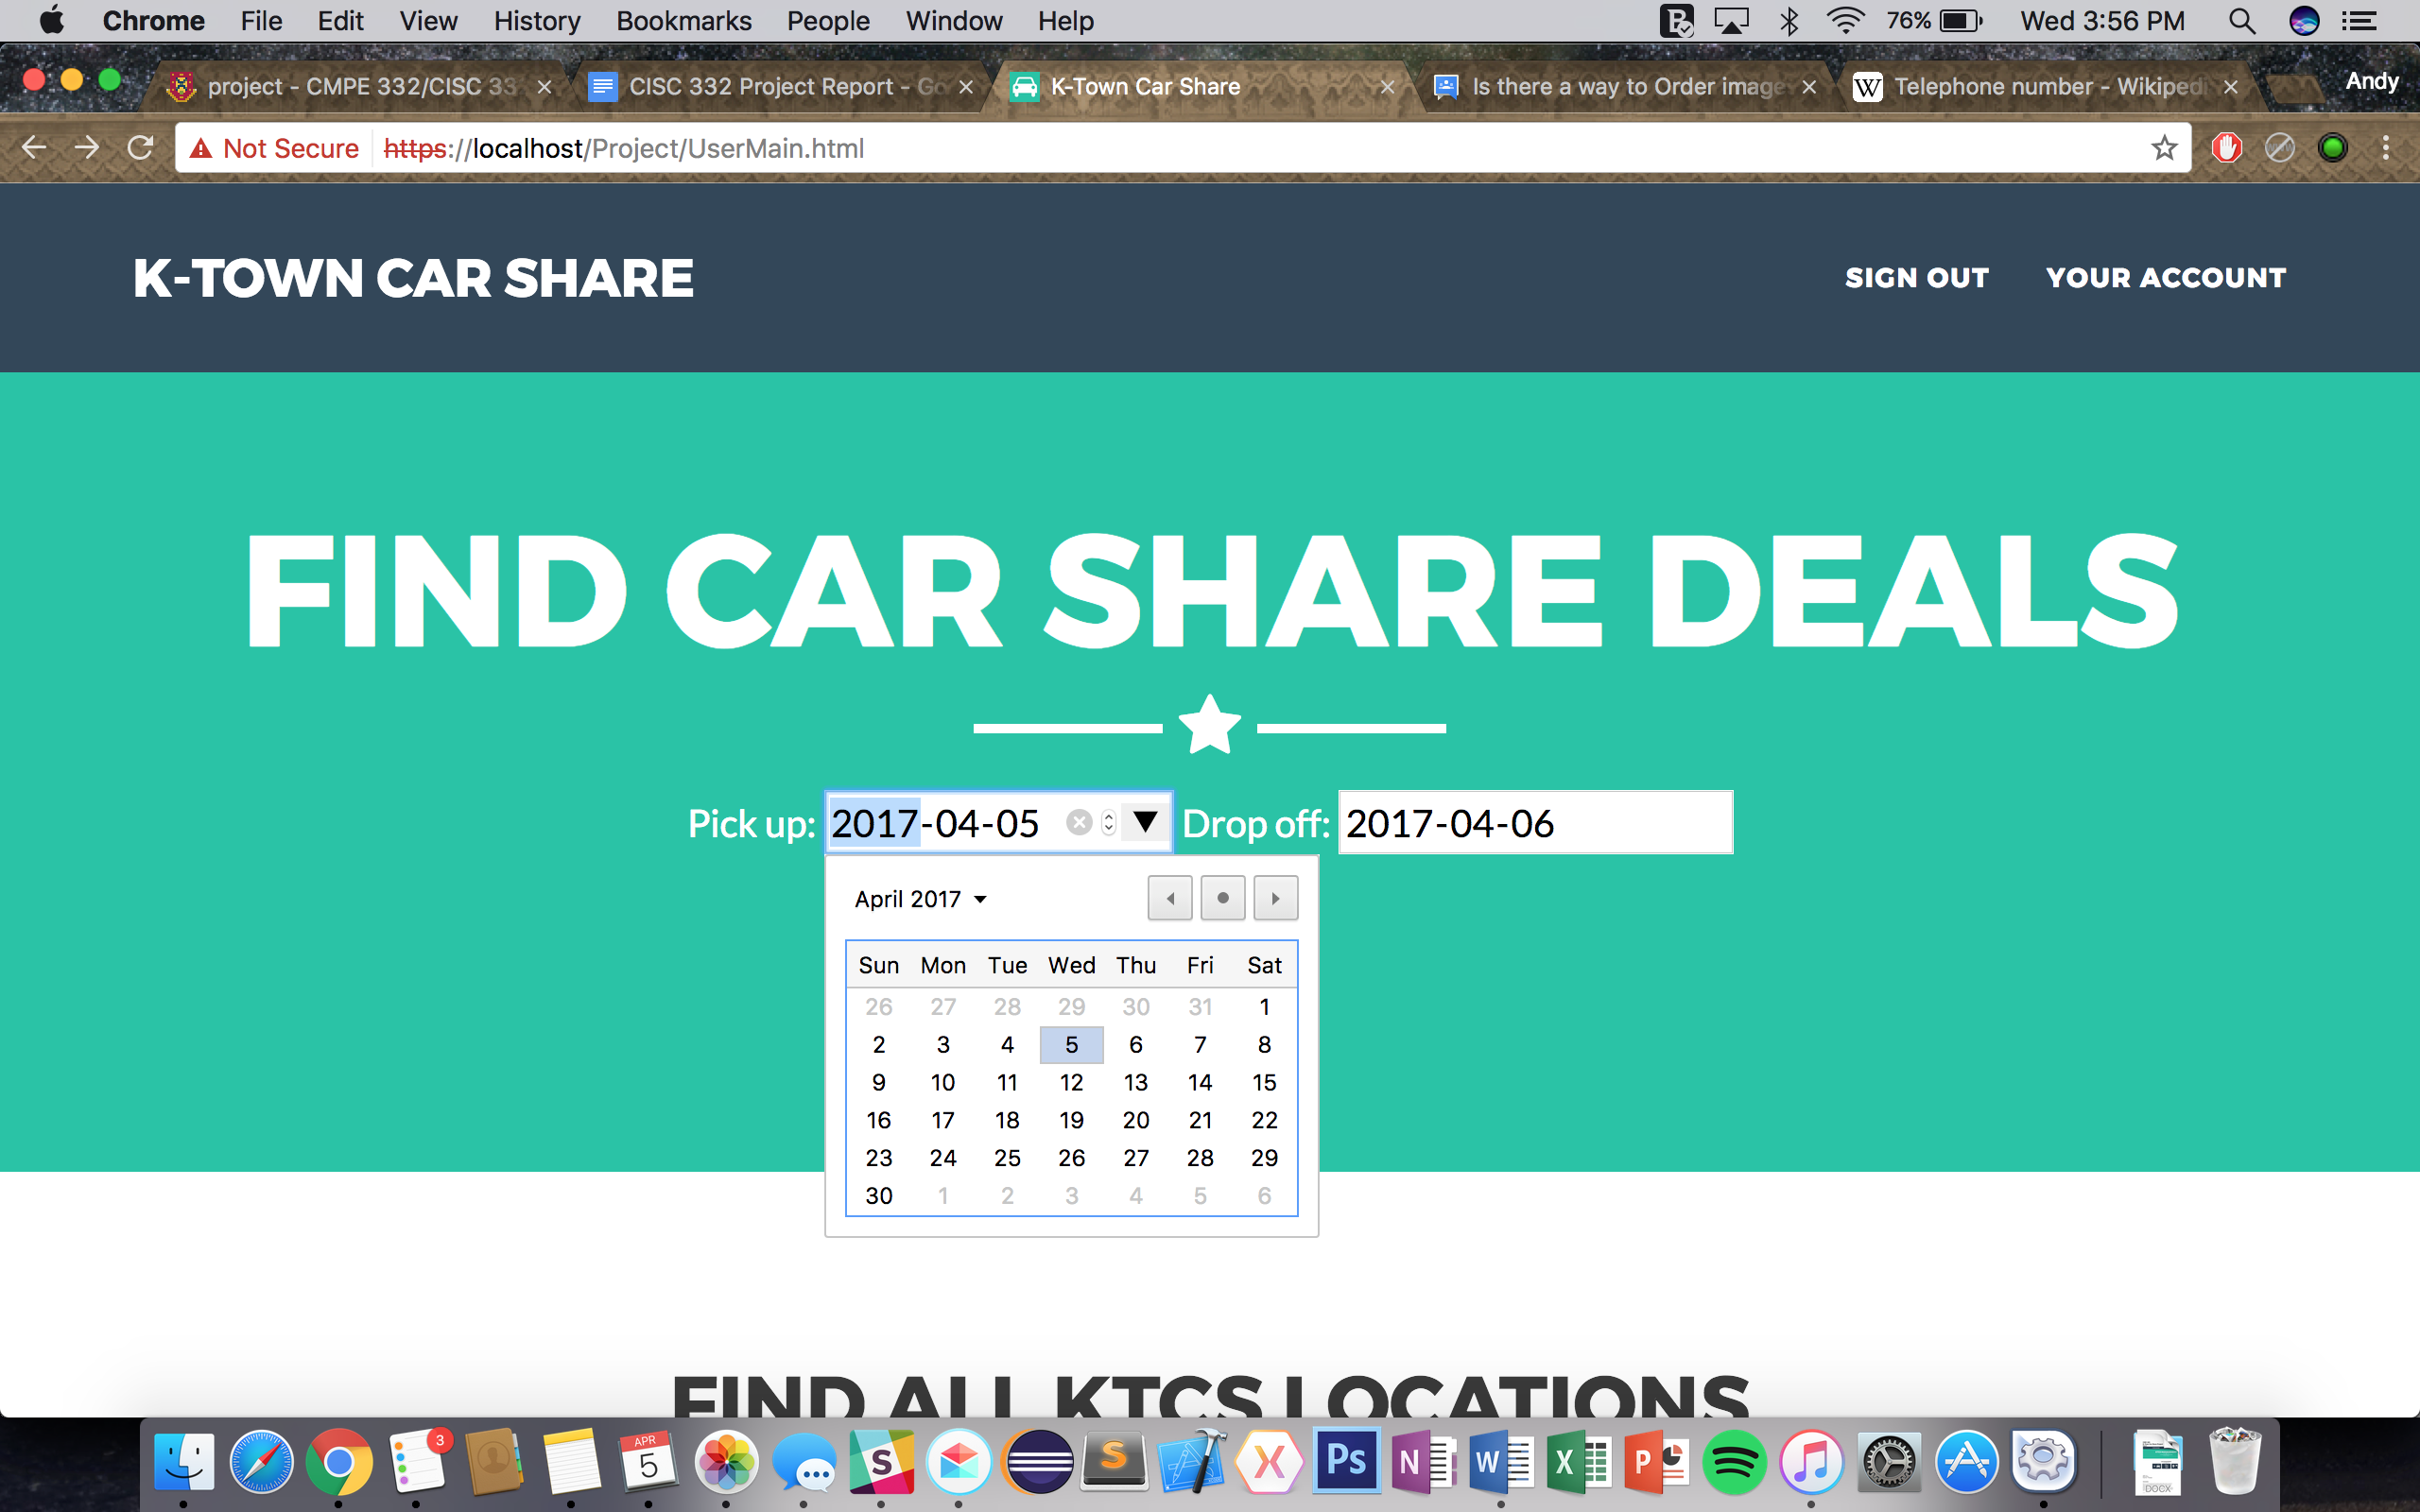 Chrome File Edit View History Bookmarks People Window Help 76% Wed 3:56 PM
project - CMPE 332/CISC 33 CISC 332 Project Report - Go K-Town Car Share Is there a way to Order image W Telephone number - Wikiped Andy
Not Secure https://localhost/Project/UserMain.html
K-TOWN CAR SHARE SIGN OUT YOUR ACCOUNT
FIND CAR SHARE DEALS
Pick up: 2017-04-05 Drop off: 2017-04-06
April 2017
Sun Mon Tue Wed Thu Fri Sat
26 27 28 29 30 31 1
2 3 4 5 6 7 8
9 10 11 12 13 14 15
16 17 18 19 20 21 22
23 24 25 26 27 28 29
30 1 2 3 4 5 6
FIND ALL KTCS LOCATIONS
3 APR 5 S S X Ps N W X P DOCX